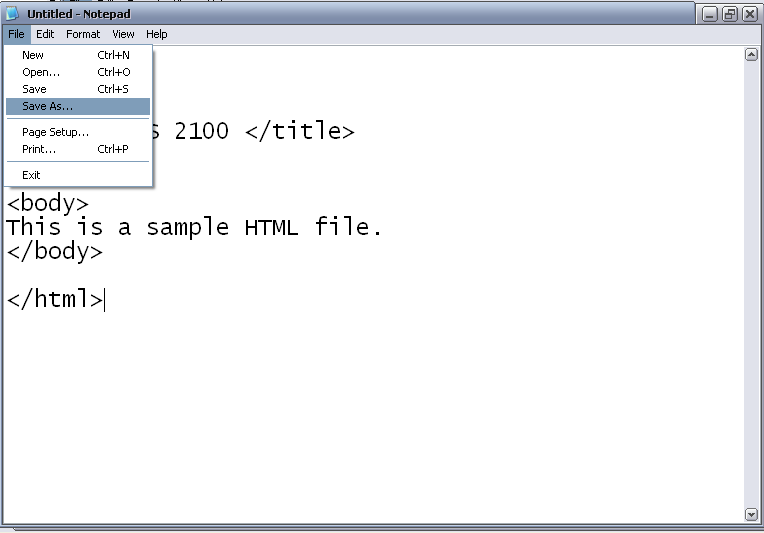 Untitled - Notepad
File Edit Format View Help
New Ctrl+N
Open... Ctrl+O
Save Ctrl+S
Save As...
Page Setup...
Print... Ctrl+P
Exit
2100 </title>
<body>
This is a sample HTML file.
</body>
</html>